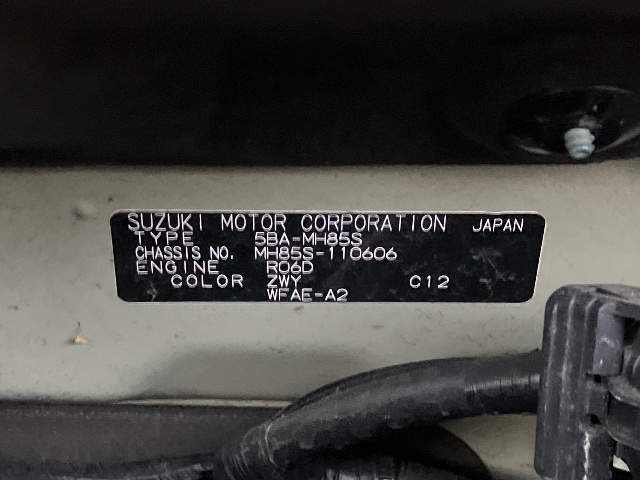 SUZUKI MOTOR CORPORATION JAPAN
TYPE 5BA-MH85S
CHASSIS NO. MH85S-110606
ENGINE R06D
COLOR ZWY C12
WFAE-A2